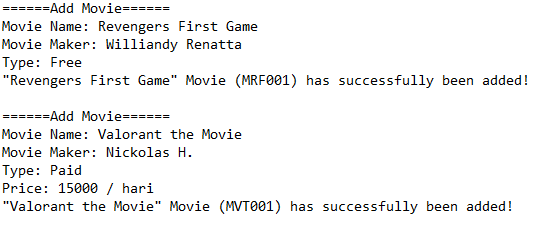 ======Add Movie======
Movie Name: Revengers First Game
Movie Maker: Williandy Renatta
Type: Free
"Revengers First Game" Movie (MRF001) has successfully been added!
======Add Movie======
Movie Name: Valorant the Movie
Movie Maker: Nickolas H.
Type: Paid
Price: 15000 / hari
"Valorant the Movie" Movie (MVT001) has successfully been added!